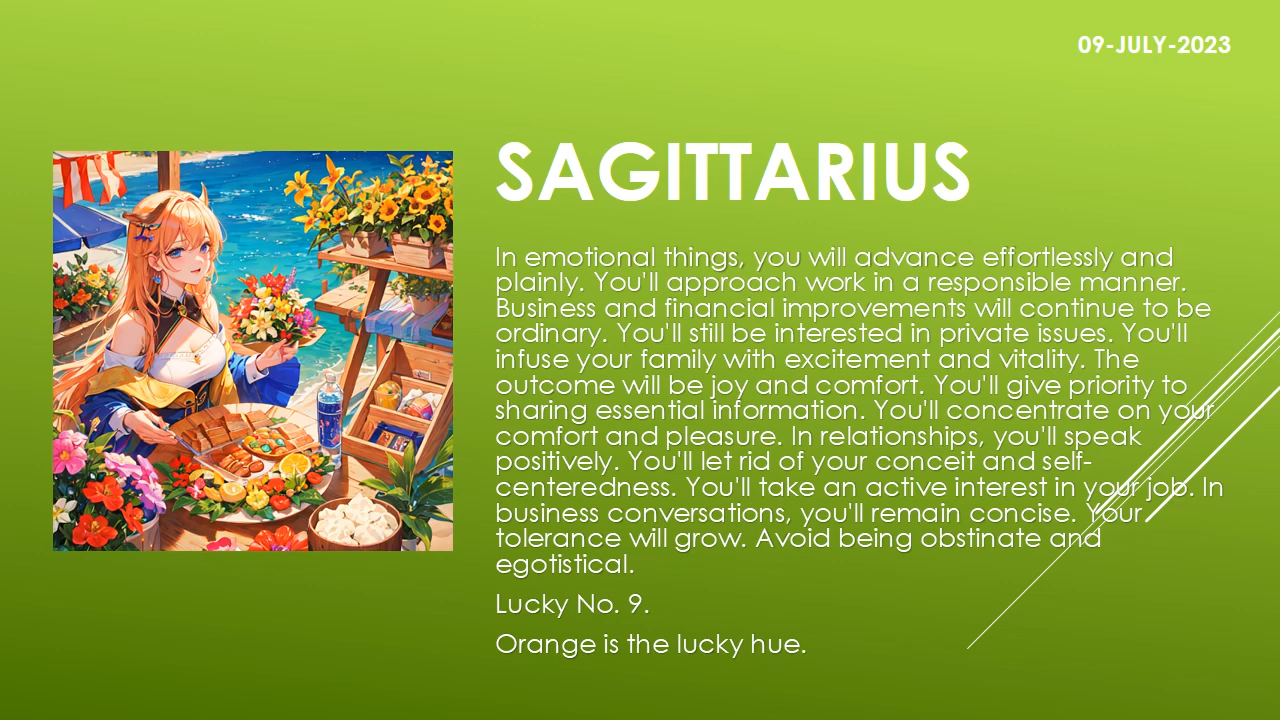 09-JULY-2023
SAGITTARIUS
In emotional things, you will advance effortlessly and
plainly. You'll approach work in a responsible manner.
Business and financial improvements will continue to be
ordinary. You'll still be interested in private issues. You'll
infuse your family with excitement and vitality. The
outcome will be joy and comfort. You'll give priority to
sharing essential information. You'll concentrate on your
comfort and pleasure. In relationships, you'll speak
positively. You'll let rid of your conceit and self-
centeredness. You'll take an active interest in your job. In
business conversations, you'll remain concise. Your
tolerance will grow. Avoid being obstinate and
egotistical.
Lucky No. 9.
Orange is the lucky hue.